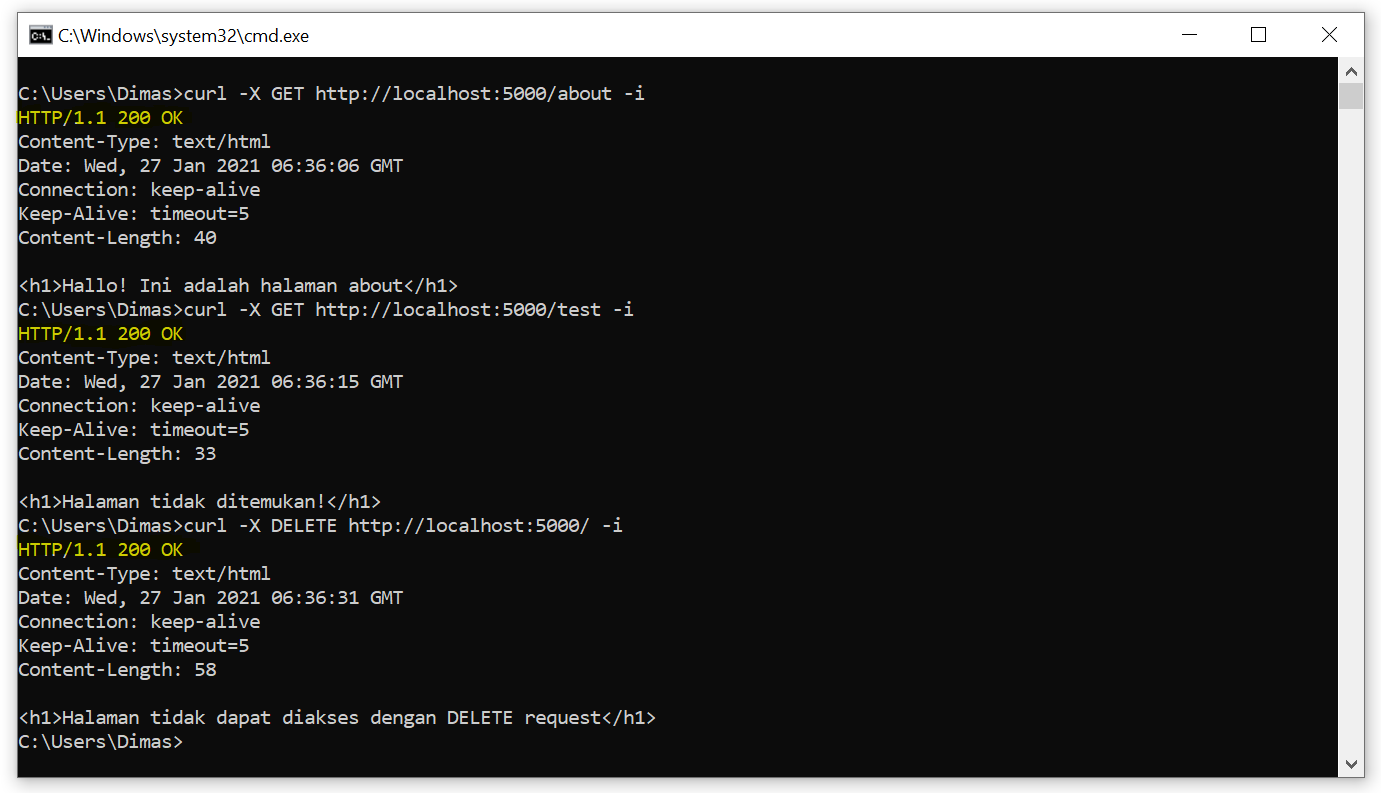 C:\Windows\system32\cmd.exe
C:\Users\Dimas>curl -X GET http://localhost:5000/about -i
HTTP/1.1 200 OK
Content-Type: text/html
Date: Wed, 27 Jan 2021 06:36:06 GMT
Connection: keep-alive
Keep-Alive: timeout=5
Content-Length: 40
<h1>Hallo! Ini adalah halaman about</h1>
C:\Users\Dimas>curl -X GET http://localhost:5000/test -i
HTTP/1.1 200 OK
Content-Type: text/html
Date: Wed, 27 Jan 2021 06:36:15 GMT
Connection: keep-alive
Keep-Alive: timeout=5
Content-Length: 33
<h1>Halaman tidak ditemukan!</h1>
C:\Users\Dimas>curl -X DELETE http://localhost:5000/ -i
HTTP/1.1 200 OK
Content-Type: text/html
Date: Wed, 27 Jan 2021 06:36:31 GMT
Connection: keep-alive
Keep-Alive: timeout=5
Content-Length: 58
<h1>Halaman tidak dapat diakses dengan DELETE request</h1>
C:\Users\Dimas>